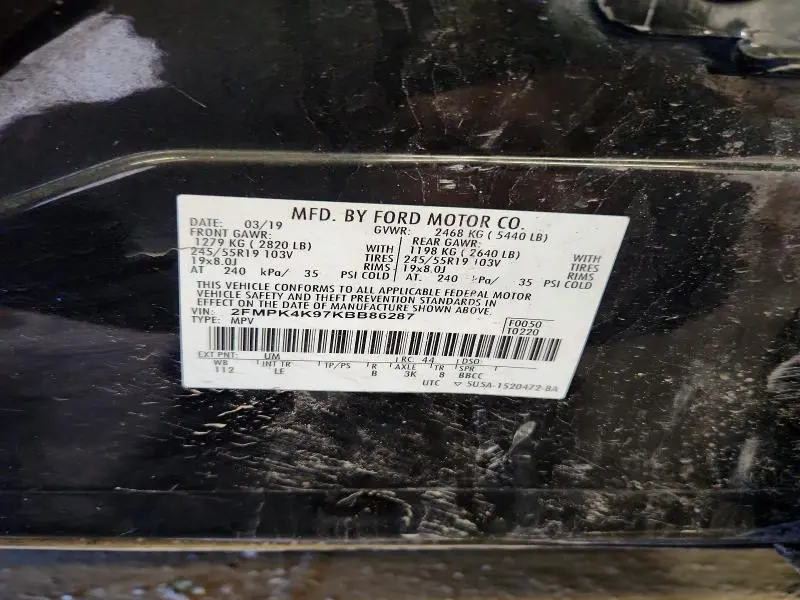 MFD. BY FORD MOTOR CO.
DATE: 03/19 GVWR: 2468 KG ( 5440 LB)
FRONT GAWR: REAR GAWR:
1279 KG ( 2820 LB) WITH 1198 KG ( 2640 LB) WITH
245/55R19 103V TIRES 245/55R19 103V TIRES
19x8.0J RIMS 19x8.0J RIMS
AT 240 kPa/ 35 PSI COLD AT. 240 kPa/ 35 PSI COLD
THIS VEHICLE CONFORMS TO ALL APPLICABLE FEDERAL MOTOR
VEHICLE SAFETY AND THEFT PREVENTION STANDARDS IN
EFFECT ON THE DATE OF MANUFACTURE SHOWN ABOVE.
VIN: 2FMPK4K97KBB86287 F0050
TYPE: MPV T0220
EXT PNT: UM RC: 44 DSO:
WB INT TR TP/PS R AXLE TR SPR
112 LE B 3K 8 BBCC
UTC ▽ 5U5A-1520472-BA